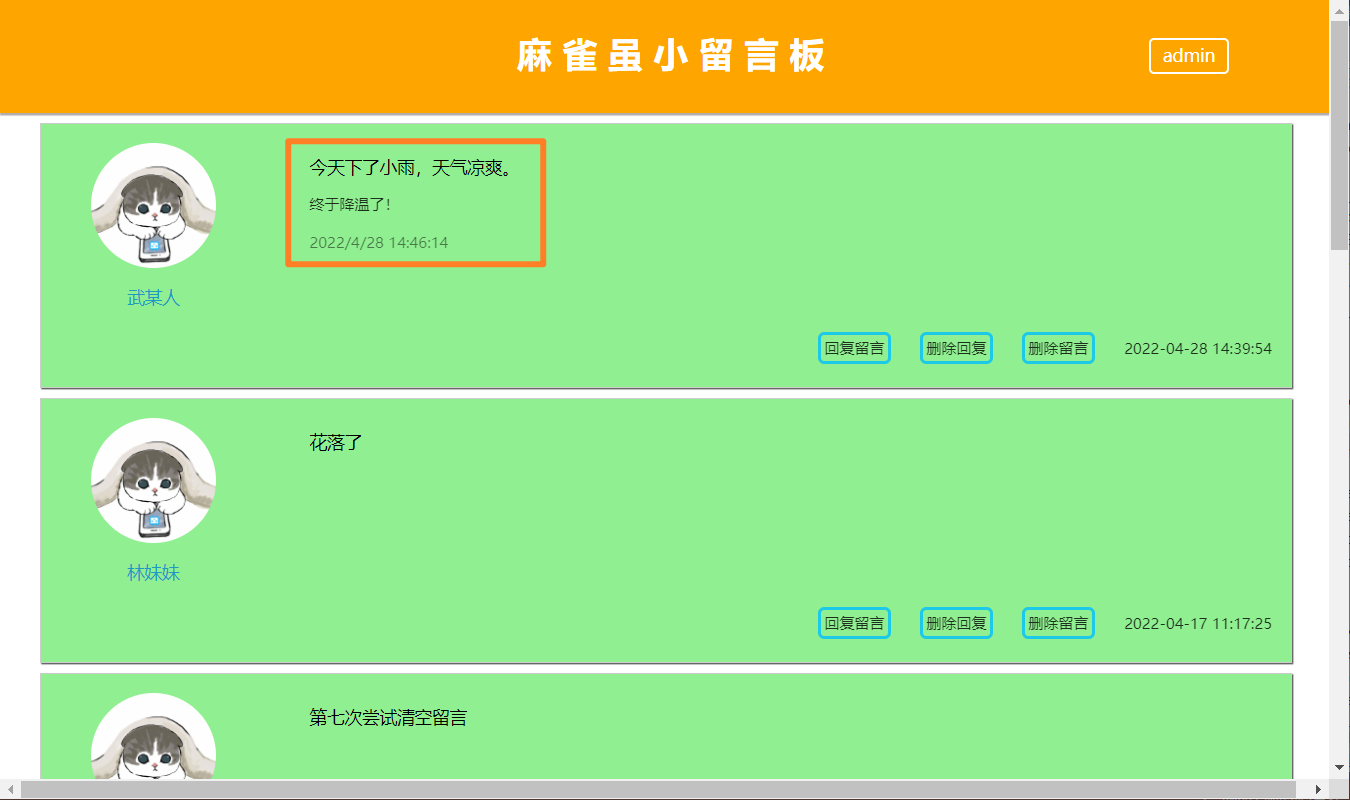 麻雀虽小留言板
admin
今天下了小雨，天气凉爽。
终于降温了！
2022/4/28 14:46:14
武某人
回复留言 删除回复 删除留言 2022-04-28 14:39:54
花落了
林妹妹
回复留言 删除回复 删除留言 2022-04-17 11:17:25
第七次尝试清空留言